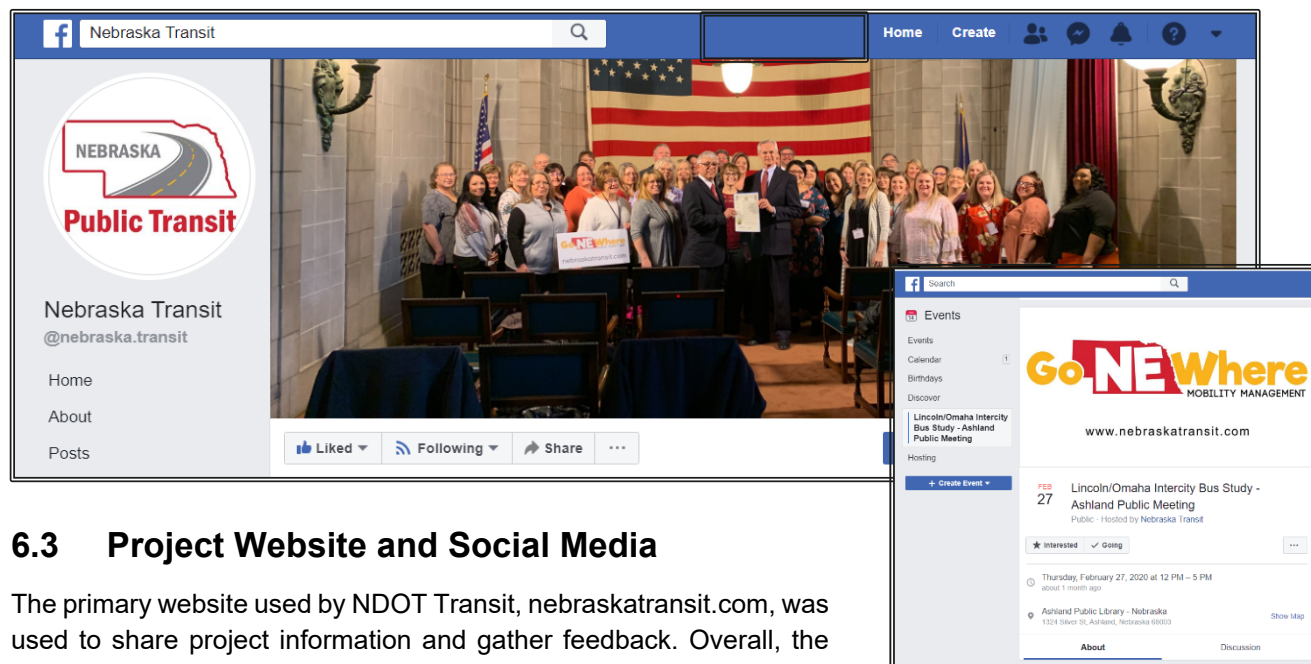 Nebraska Transit
Home Create
NEBRASKA
Public Transit
Go NE Where
nebraskatransit.com
Nebraska Transit
@nebraska.transit
Home
About
Posts
Liked
Following
Share
Search
Events
Events
Calendar 1
Birthdays
Discover
Lincoln/Omaha Intercity
Bus Study - Ashland
Public Meeting
Hosting
+ Create Event
Go NE Where
MOBILITY MANAGEMENT
www.nebraskatransit.com
FEB
27
Lincoln/Omaha Intercity Bus Study -
Ashland Public Meeting
Public · Hosted by Nebraska Transit
Interested Going
Thursday, February 27, 2020 at 12 PM – 5 PM
about 1 month ago
Ashland Public Library - Nebraska
1324 Silver St, Ashland, Nebraska 68003
Show Map
About Discussion
6.3 Project Website and Social Media
The primary website used by NDOT Transit, nebraskatransit.com, was
used to share project information and gather feedback. Overall, the